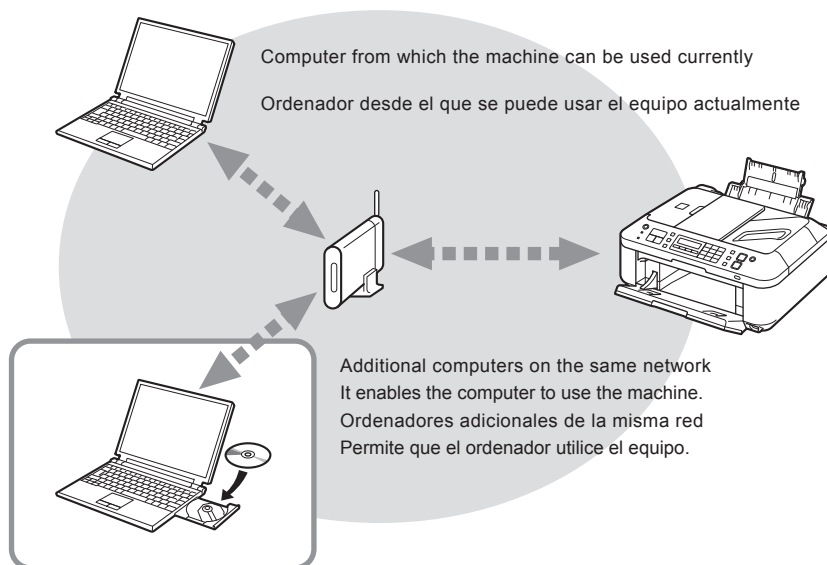 Computer from which the machine can be used currently
Ordenador desde el que se puede usar el equipo actualmente
Additional computers on the same network
It enables the computer to use the machine.
Ordenadores adicionales de la misma red
Permite que el ordenador utilice el equipo.